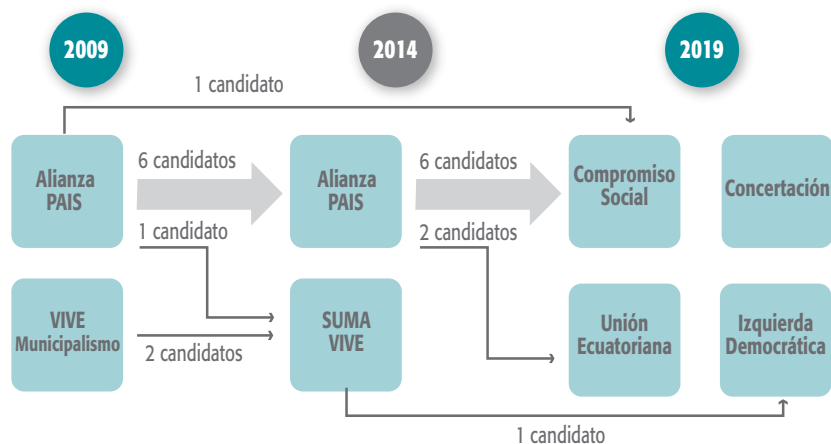 2009
2014
2019
1 candidato
Alianza
PAIS
6 candidatos
Alianza
PAIS
6 candidatos
Compromiso
Social
Concertación
1 candidato
2 candidatos
VIVE
Municipalismo
2 candidatos
SUMA
VIVE
Unión
Ecuatoriana
Izquierda
Democrática
1 candidato